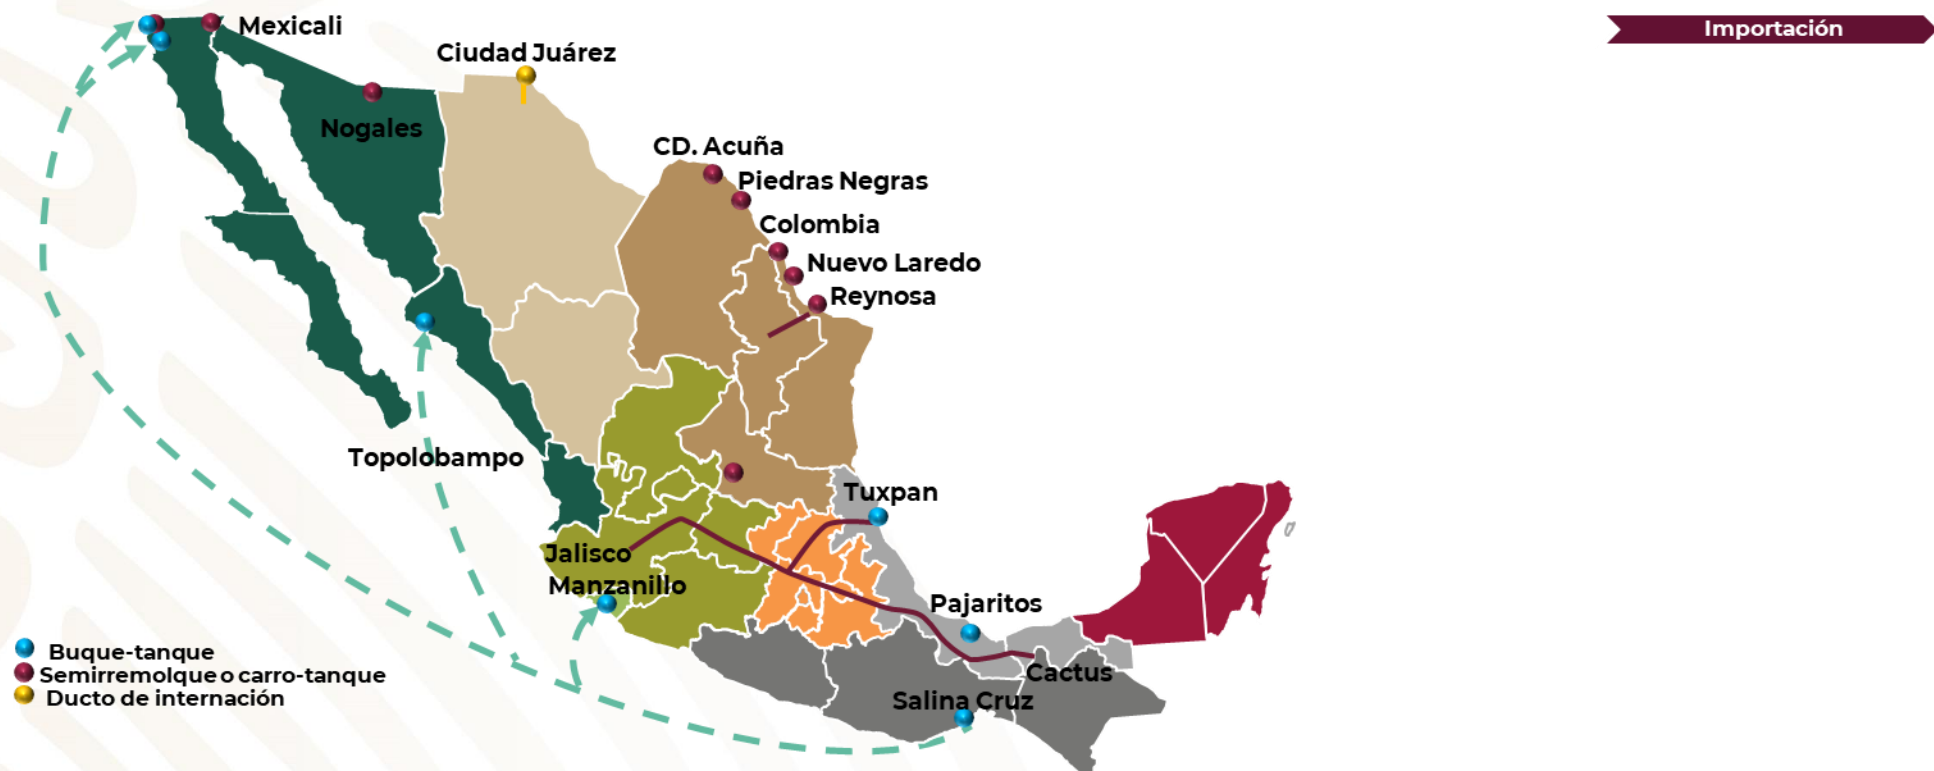 Importación
Mexicali
Ciudad Juárez
Nogales
CD. Acuña
Piedras Negras
Colombia
Nuevo Laredo
Reynosa
Topolobampo
Tuxpan
Jalisco
Manzanillo
Pajaritos
Cactus
Salina Cruz
Buque-tanque
Semirremolque o carro-tanque
Ducto de internación